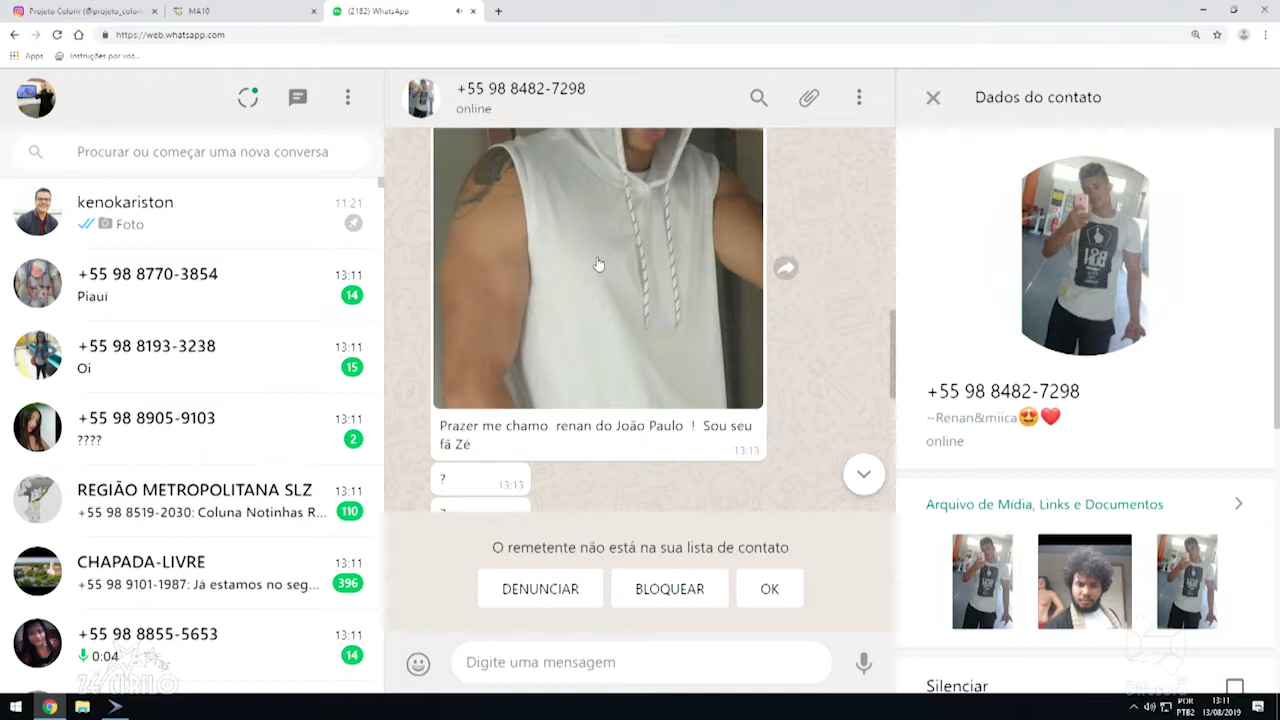 Projeto Colorir (@projeto_colori
MA10
(2182) WhatsApp
https://web.whatsapp.com
Apps
Instruções por voz...
Procurar ou começar uma nova conversa
kenokariston
11:21
Foto
+55 98 8770-3854
13:11
Piauí
14
+55 98 8193-3238
13:11
Oi
15
+55 98 8905-9103
13:11
????
2
REGIÃO METROPOLITANA SLZ
13:11
+55 98 8519-2030: Coluna Notinhas R...
110
CHAPADA-LIVRE
13:11
+55 98 9101-1987: Já estamos no seg...
396
+55 98 8855-5653
13:11
0:04
14
ZÉ CIRILO
+55 98 8482-7298
online
Prazer me chamo renan do João Paulo ! Sou seu
fã Zé
13:13
?
13:13
O remetente não está na sua lista de contato
DENUNCIAR
BLOQUEAR
OK
Digite uma mensagem
Dados do contato
+55 98 8482-7298
~Renan&miica😍❤️
online
Arquivo de Mídia, Links e Documentos
Silenciar
Difusora
POR
PTB2
13:11
13/08/2019